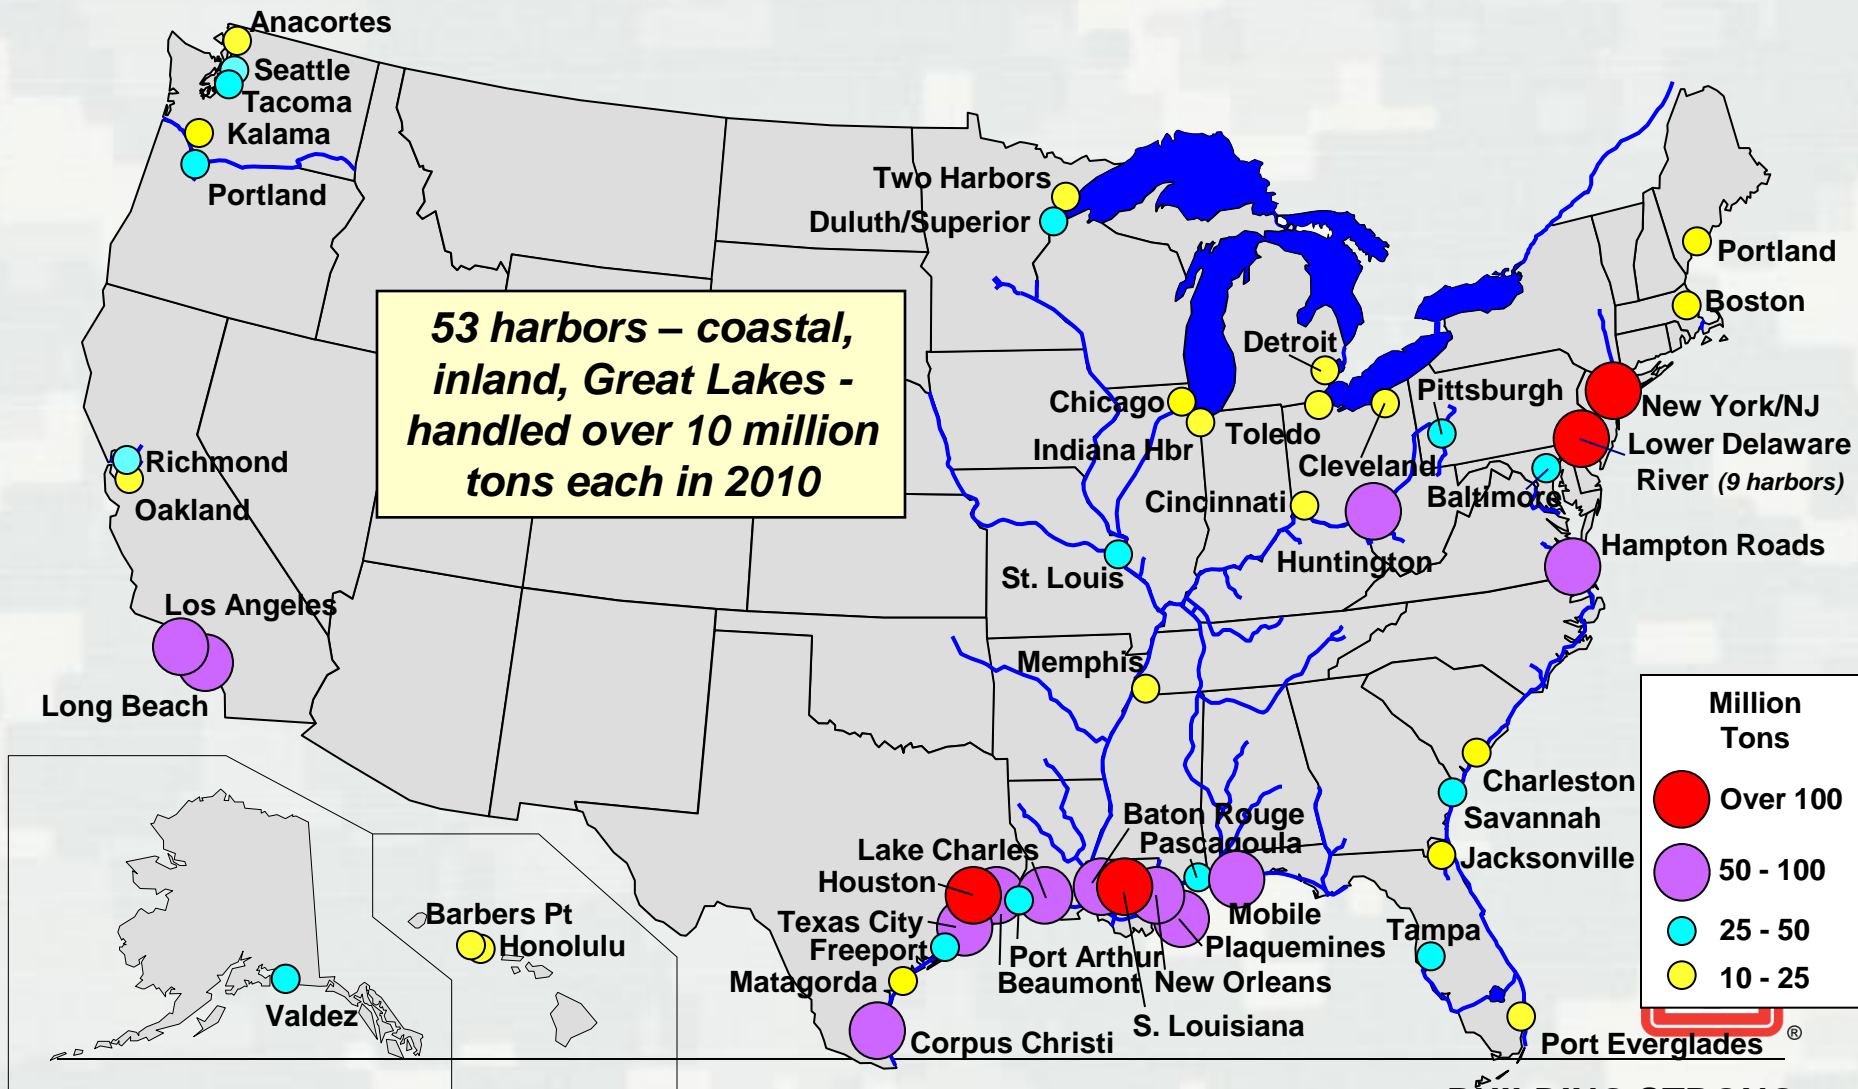 Anacortes
Seattle
Tacoma
Kalama
Portland
Two Harbors
Duluth/Superior
Portland
Boston
53 harbors – coastal,
inland, Great Lakes -
handled over 10 million
tons each in 2010
Detroit
Pittsburgh
Chicago
New York/NJ
Indiana Hbr
Toledo
Lower Delaware
River (9 harbors)
Cleveland
Richmond
Oakland
Cincinnati
Baltimore
Hampton Roads
Huntington
St. Louis
Los Angeles
Long Beach
Memphis
Million
Tons
Over 100
50 - 100
25 - 50
10 - 25
Charleston
Savannah
Jacksonville
Baton Rouge
Pascagoula
Lake Charles
Houston
Texas City
Freeport
Matagorda
Port Arthur
Beaumont
New Orleans
Mobile
Plaquemines
Tampa
S. Louisiana
Corpus Christi
Port Everglades
Barbers Pt
Honolulu
Valdez
®